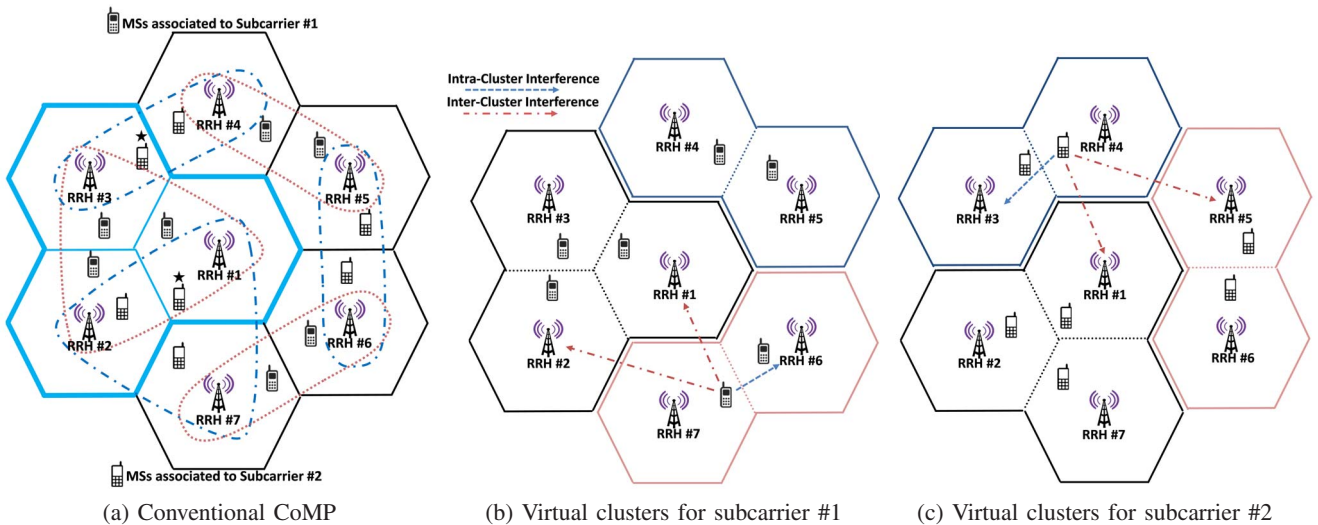 MSs associated to Subcarrier #1
RRH #4
RRH #3
RRH #5
RRH #1
RRH #2
RRH #6
RRH #7
MSs associated to Subcarrier #2
(a) Conventional CoMP
Intra-Cluster Interference
Inter-Cluster Interference
RRH #4
RRH #3
RRH #5
RRH #1
RRH #2
RRH #6
RRH #7
(b) Virtual clusters for subcarrier #1
RRH #4
RRH #3
RRH #5
RRH #1
RRH #2
RRH #6
RRH #7
(c) Virtual clusters for subcarrier #2